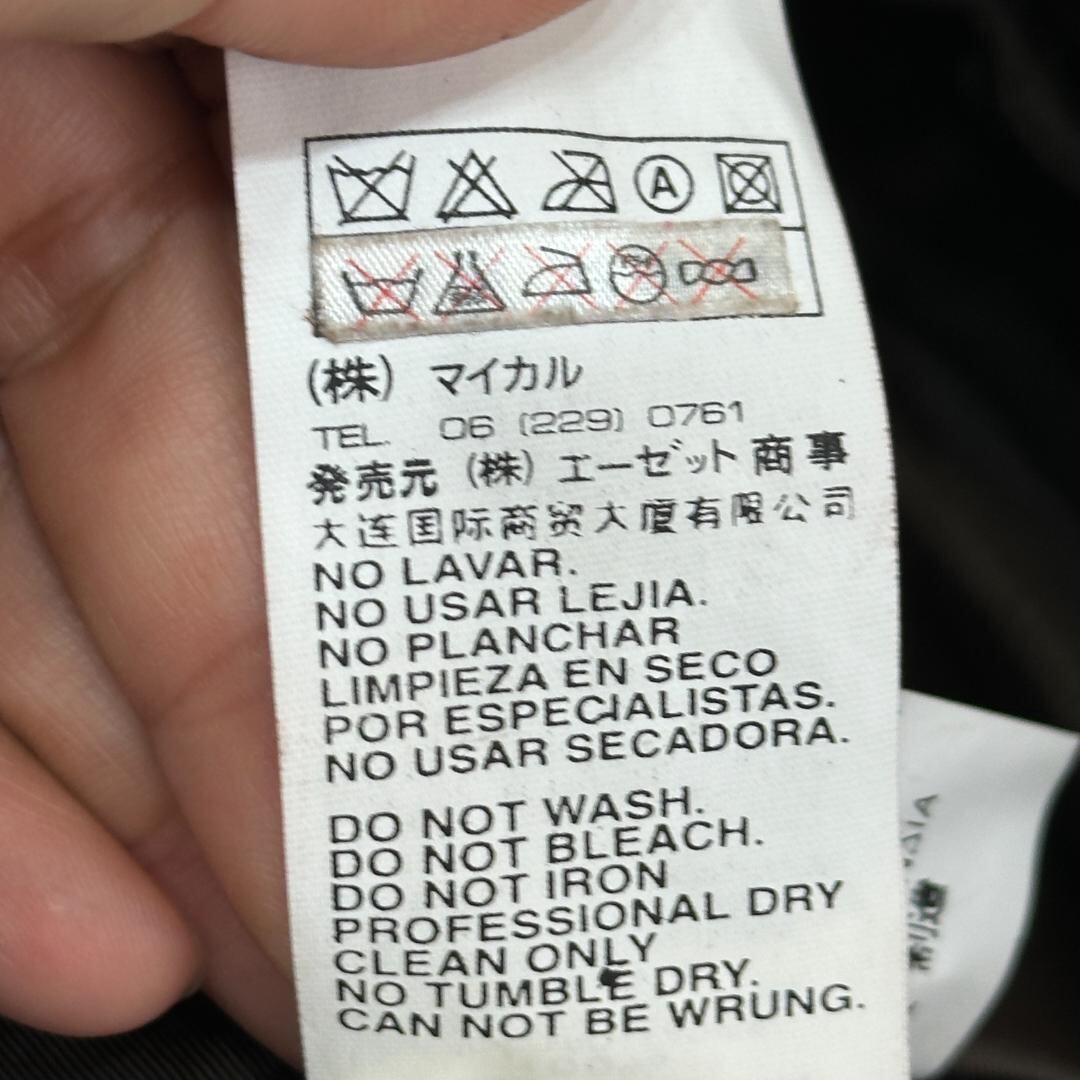 A
(株) マイカル
TEL. 06 (229) 0761
発売元 (株) エーゼット商事
大连国际商贸大厦有限公司
NO LAVAR.
NO USAR LEJIA.
NO PLANCHAR
LIMPIEZA EN SECO
POR ESPECIALISTAS.
NO USAR SECADORA.
DO NOT WASH.
DO NOT BLEACH.
DO NOT IRON
PROFESSIONAL DRY
CLEAN ONLY
NO TUMBLE DRY.
CAN NOT BE WRUNG.